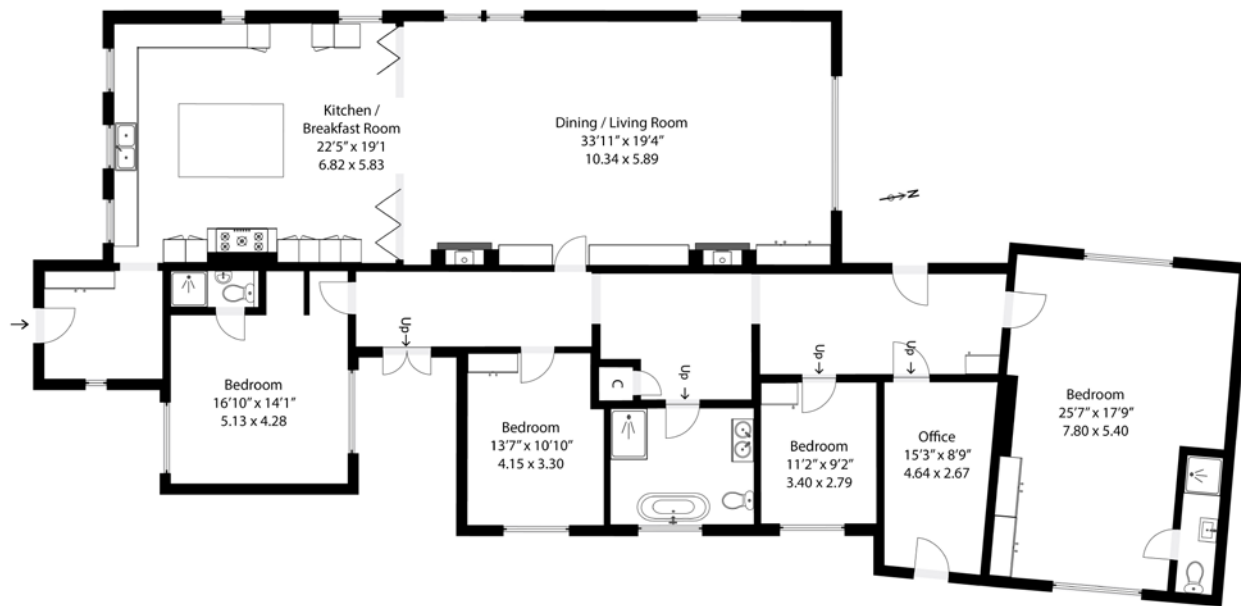 Kitchen /
Breakfast Room
22'5" x 19'1
6.82 x 5.83
Dining / Living Room
33'11" x 19'4"
10.34 x 5.89
N
Up
Up
Up
Up
Bedroom
16'10" x 14'1"
5.13 x 4.28
Bedroom
13'7" x 10'10"
4.15 x 3.30
C
Bedroom
11'2" x 9'2"
3.40 x 2.79
Office
15'3" x 8'9"
4.64 x 2.67
Bedroom
25'7" x 17'9"
7.80 x 5.40